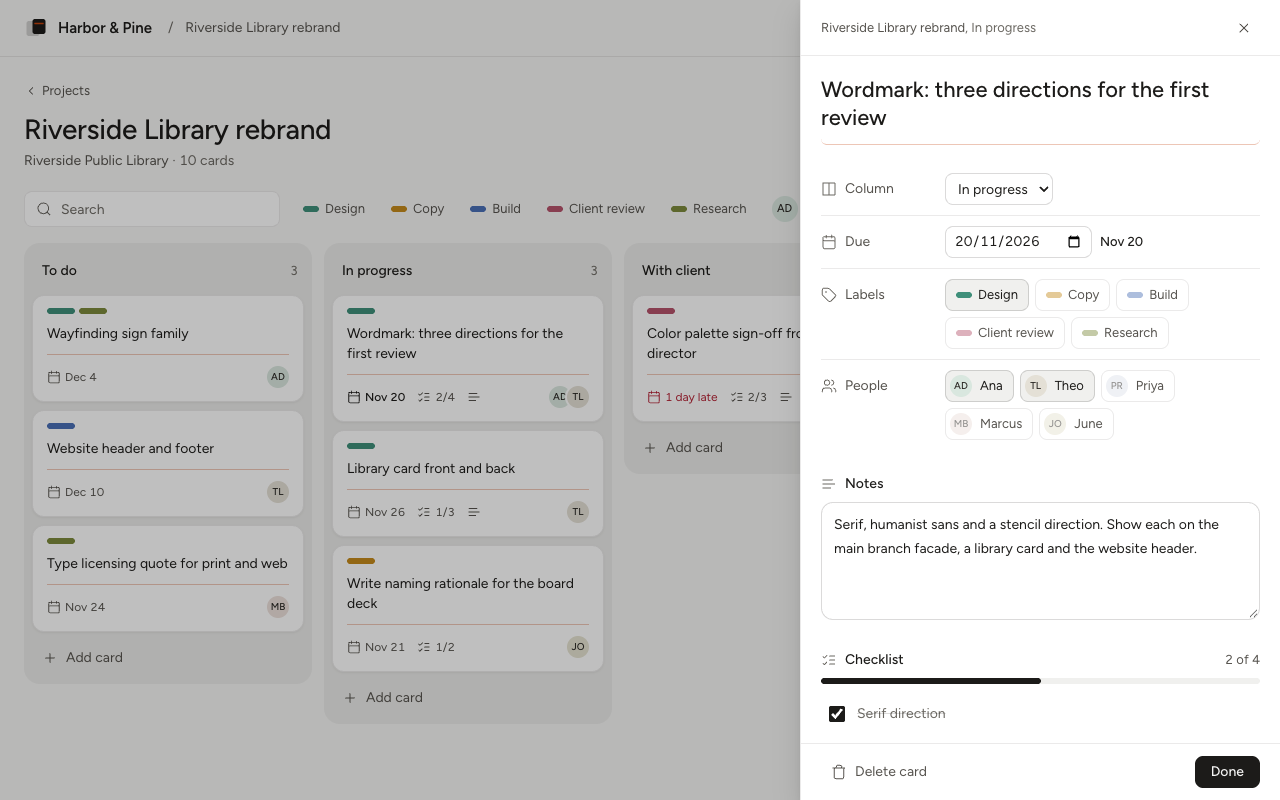 Harbor & Pine / Riverside Library rebrand
Projects
Riverside Library rebrand
Riverside Public Library · 10 cards
Search
Design
Copy
Build
Client review
Research
AD
To do 3
Wayfinding sign family
Dec 4
AD
Website header and footer
Dec 10
TL
Type licensing quote for print and web
Nov 24
MB
Add card
In progress 3
Wordmark: three directions for the
first review
Nov 20
2/4
AD
TL
Library card front and back
Nov 26
1/3
TL
Write naming rationale for the board
deck
Nov 21
1/2
JO
Add card
With client
Color palette sign-off
director
1 day late
2/3
Add card
Riverside Library rebrand, In progress
Wordmark: three directions for the first
review
Column
In progress
Due
20/11/2026
Nov 20
Labels
Design
Copy
Build
Client review
Research
People
AD Ana
TL Theo
PR Priya
MB Marcus
JO June
Notes
Serif, humanist sans and a stencil direction. Show each on the
main branch facade, a library card and the website header.
Checklist
2 of 4
Serif direction
Delete card
Done